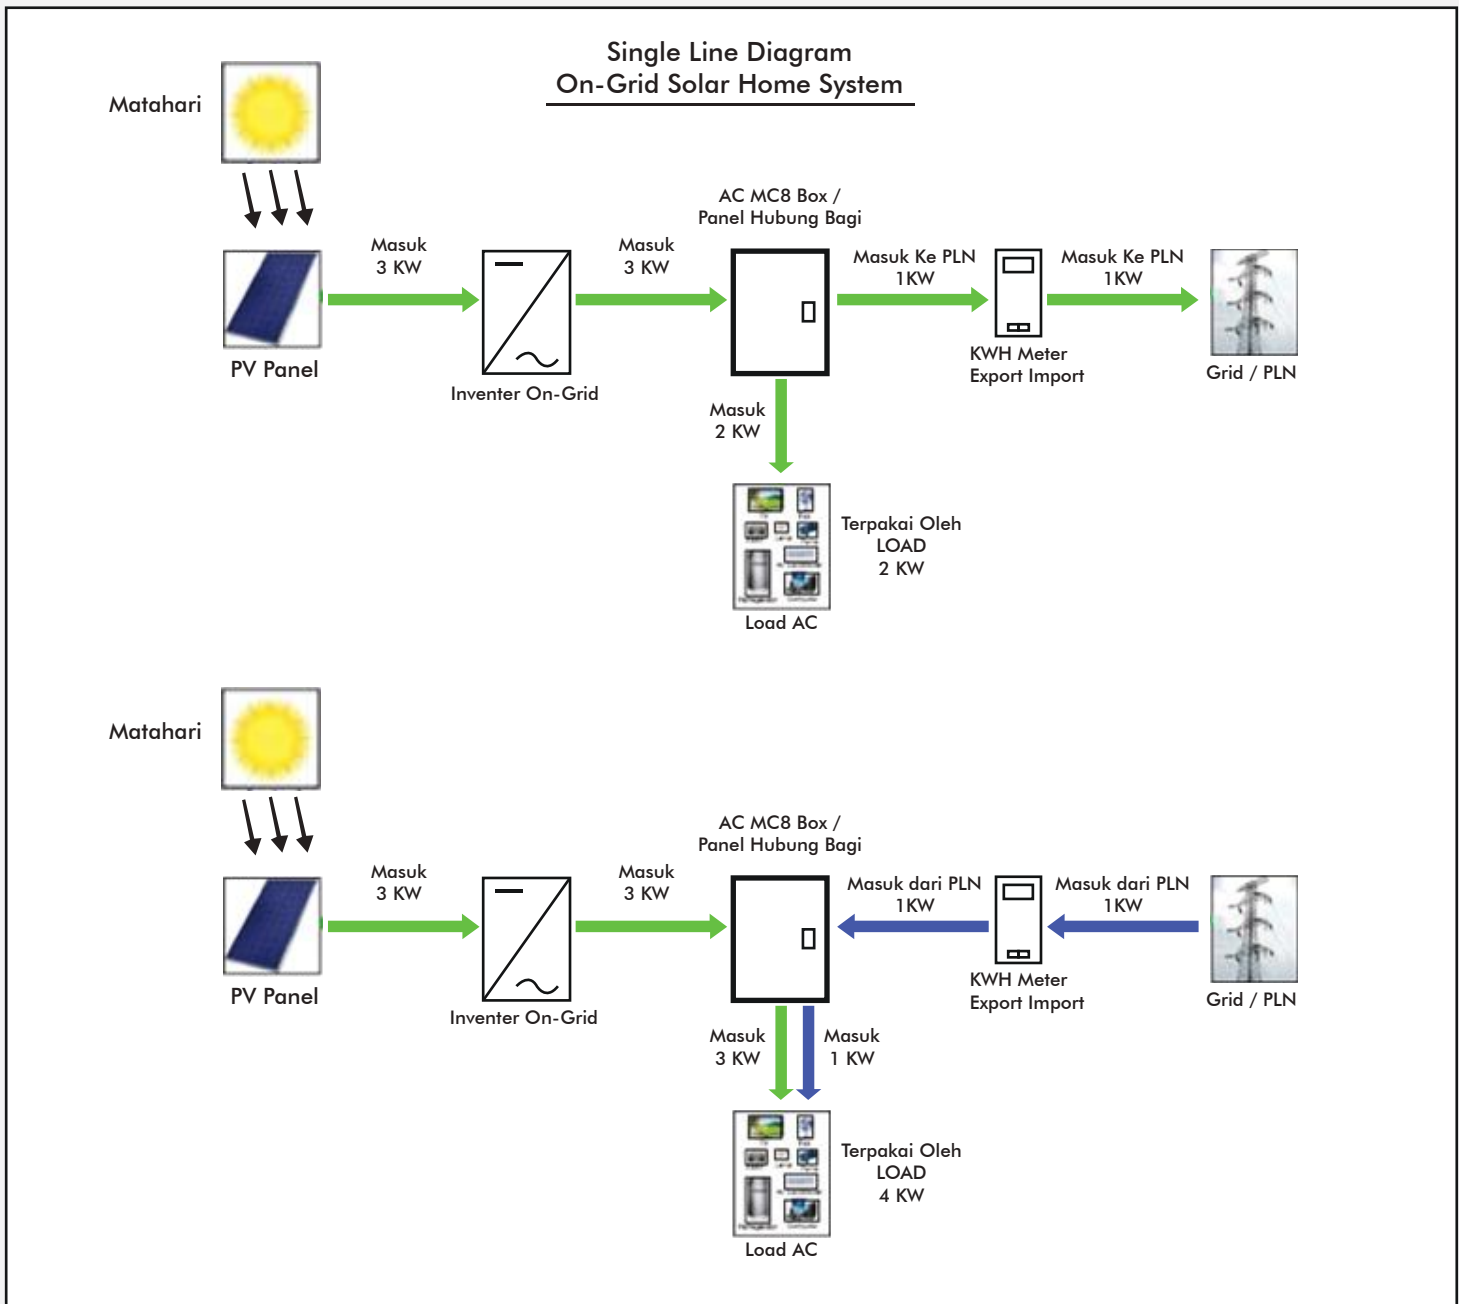 Single Line Diagram
On-Grid Solar Home System
Matahari
AC MC8 Box /
Panel Hubung Bagi
Masuk
3 KW
Masuk
3 KW
Masuk Ke PLN
1KW
Masuk Ke PLN
1KW
PV Panel
Inventer On-Grid
KWH Meter
Export Import
Grid / PLN
Masuk
2 KW
Terpakai Oleh
LOAD
2 KW
Load AC
Matahari
AC MC8 Box /
Panel Hubung Bagi
Masuk
3 KW
Masuk
3 KW
Masuk dari PLN
1KW
Masuk dari PLN
1KW
PV Panel
Inventer On-Grid
KWH Meter
Export Import
Grid / PLN
Masuk
3 KW
Masuk
1 KW
Terpakai Oleh
LOAD
4 KW
Load AC